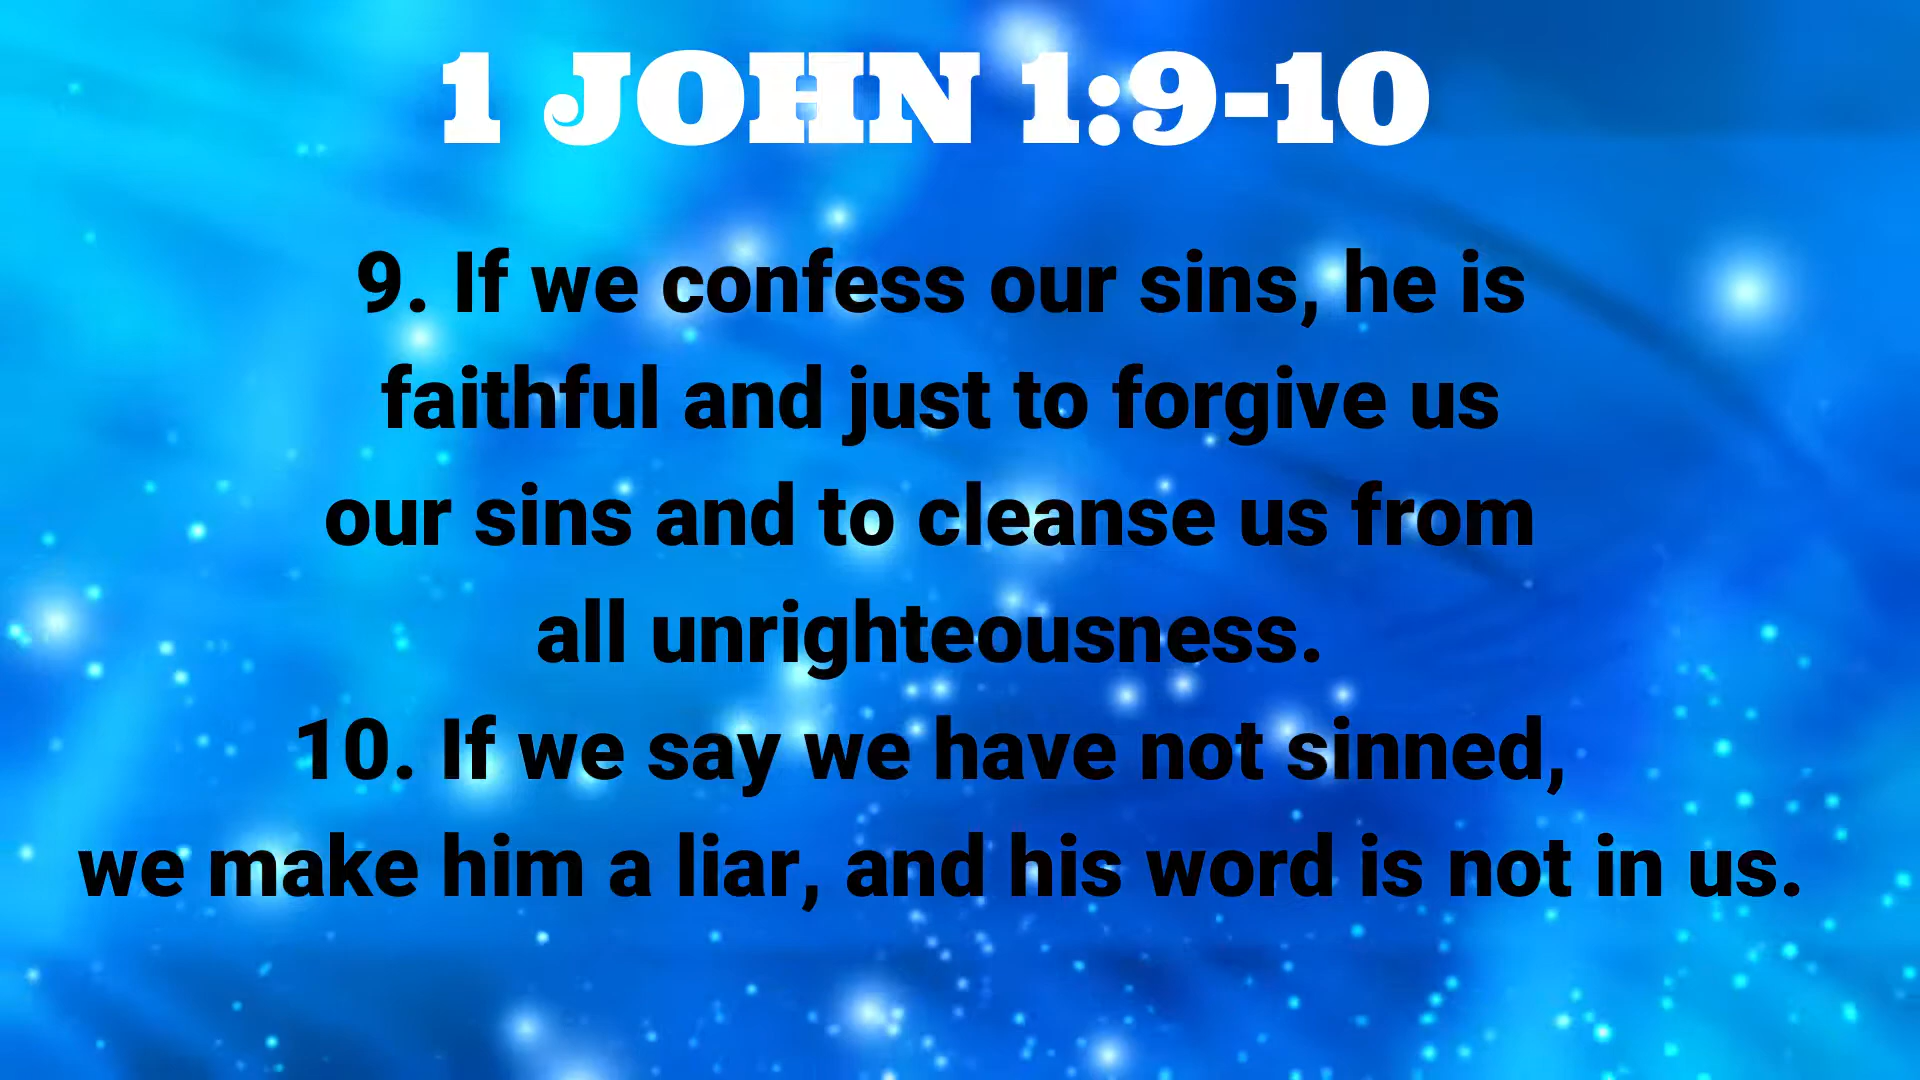 1 JOHN 1:9-10
9. If we confess our sins, he is
faithful and just to forgive us
our sins and to cleanse us from
all unrighteousness.
10. If we say we have not sinned,
we make him a liar, and his word is not in us.